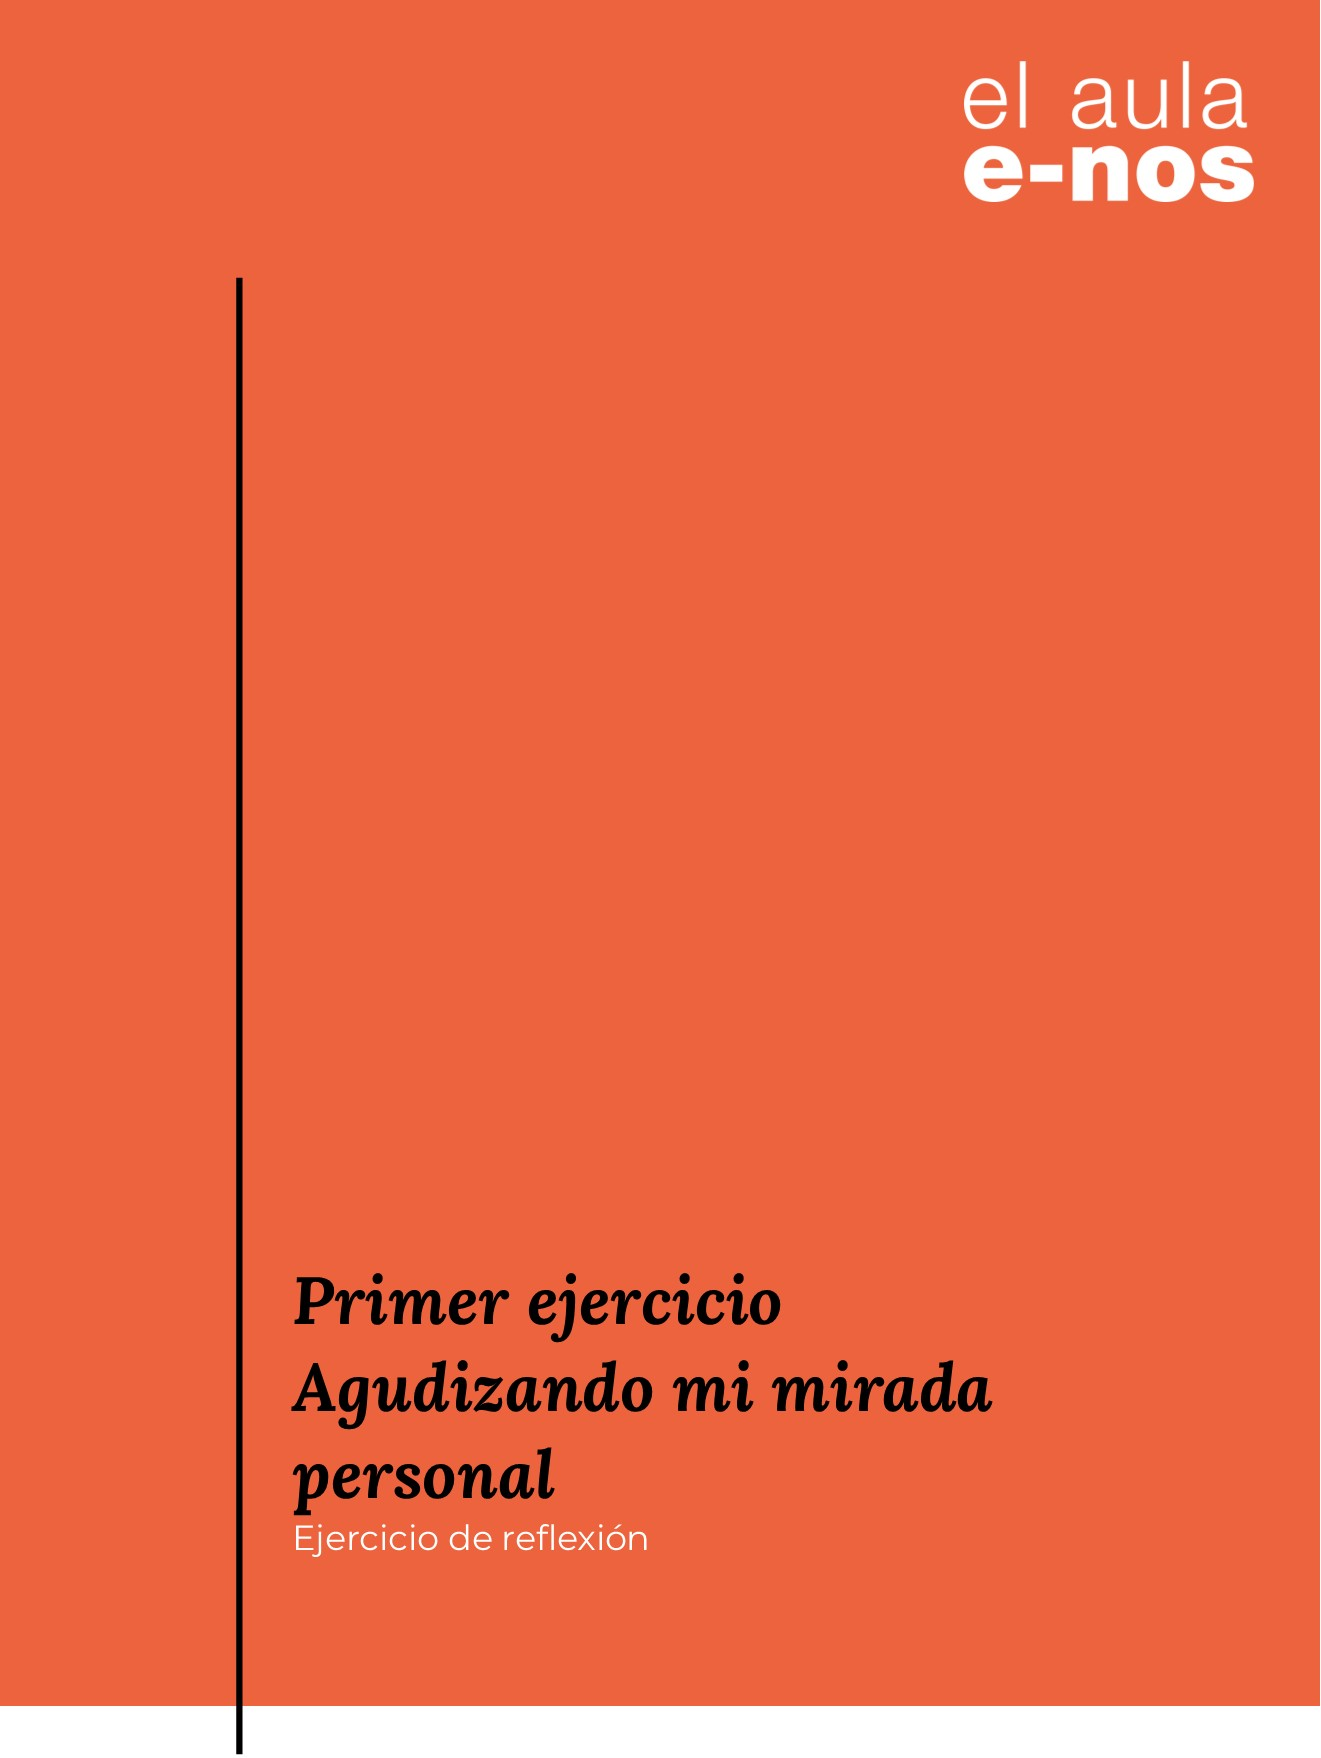 el aula
e-nos
Primer ejercicio
Agudizando mi mirada
personal
Ejercicio de reflexión